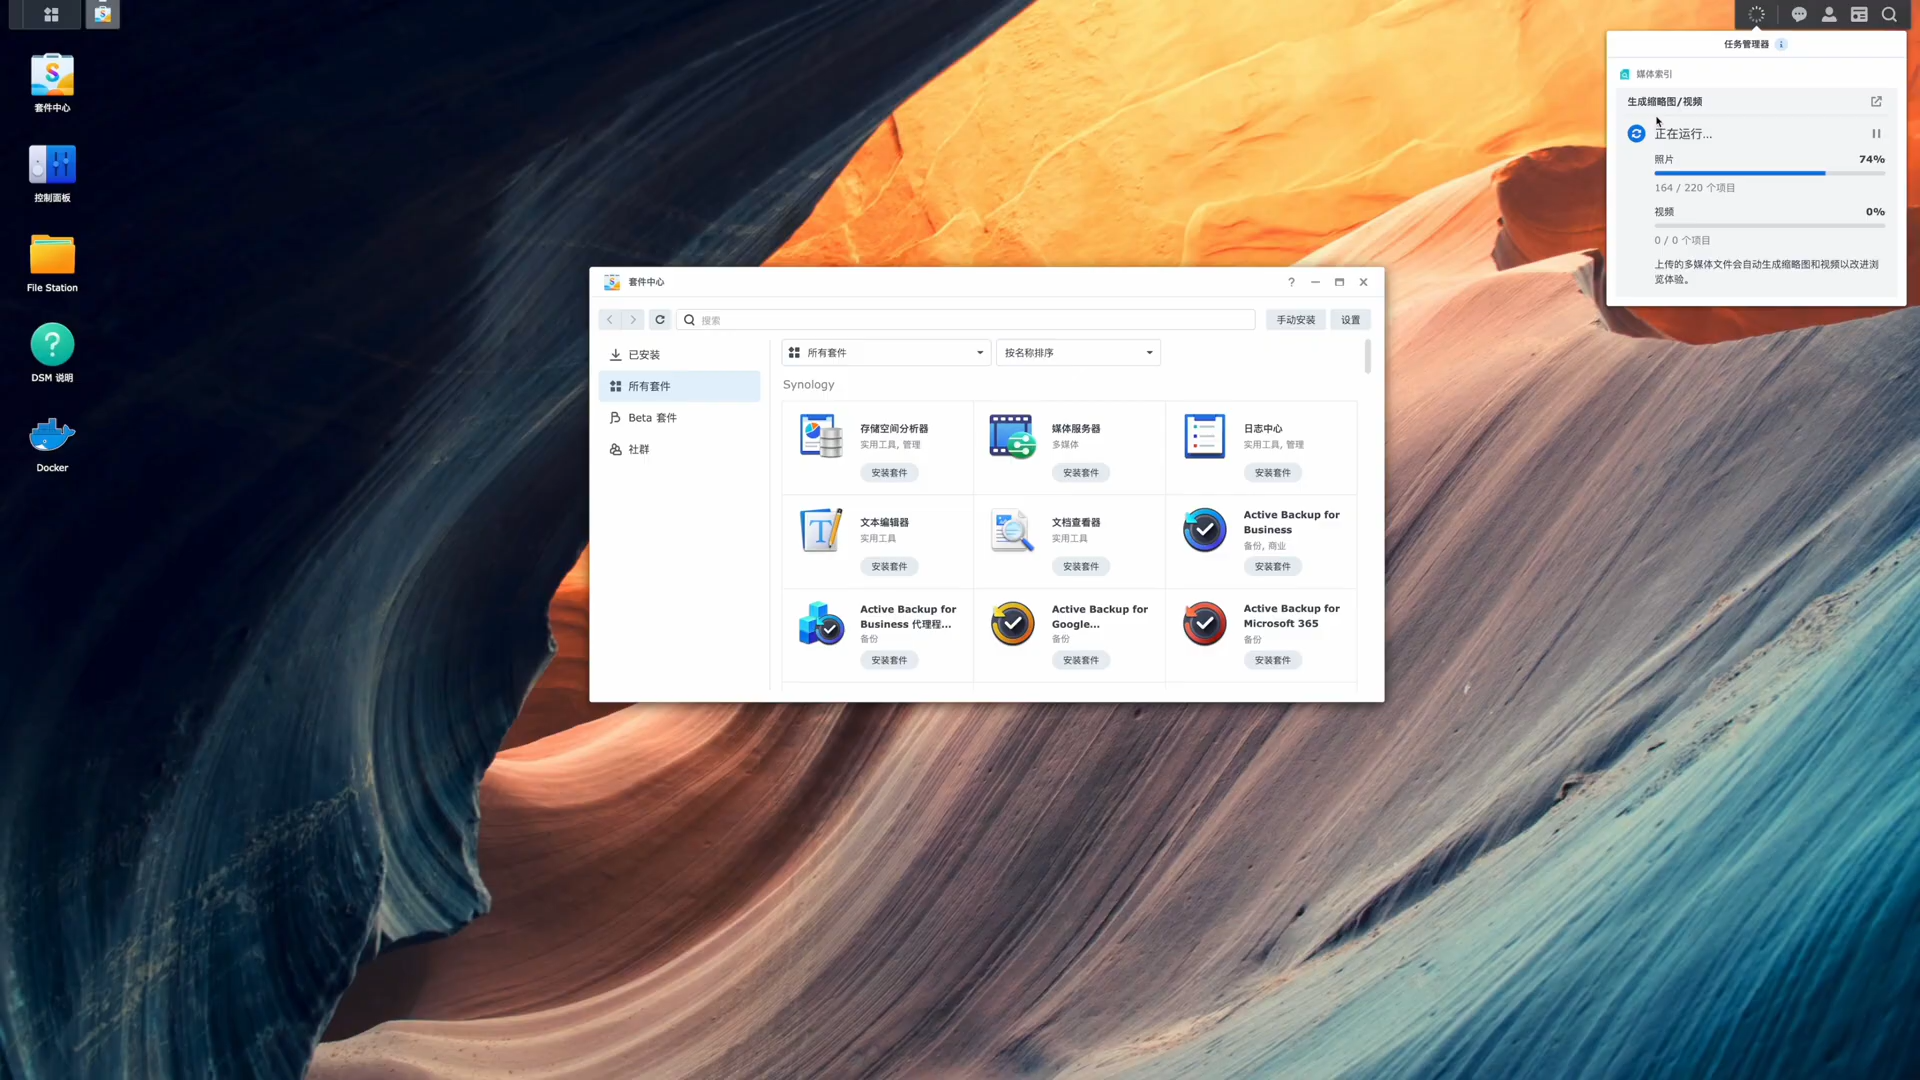 套件中心
控制面板
File Station
DSM 说明
Docker
任务管理器
媒体索引
生成缩略图/视频
正在运行...
照片
74%
164 / 220 个项目
视频
0%
0 / 0 个项目
上传的多媒体文件会自动生成缩略图和视频以改进浏
览体验。
套件中心
搜索
手动安装
设置
已安装
所有套件
Beta 套件
社群
所有套件
按名称排序
Synology
存储空间分析器
实用工具, 管理
安装套件
媒体服务器
多媒体
安装套件
日志中心
实用工具, 管理
安装套件
文本编辑器
实用工具
安装套件
文档查看器
实用工具
安装套件
Active Backup for
Business
备份, 商业
安装套件
Active Backup for
Business 代理程...
备份
安装套件
Active Backup for
Google...
备份
安装套件
Active Backup for
Microsoft 365
备份
安装套件